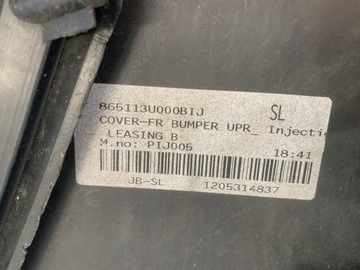 865113U000BIJ SL
COVER-FR BUMPER UPR_ Injectio
LEASING B
M.no: PIJ005 18:41
JB-SL 1205314837